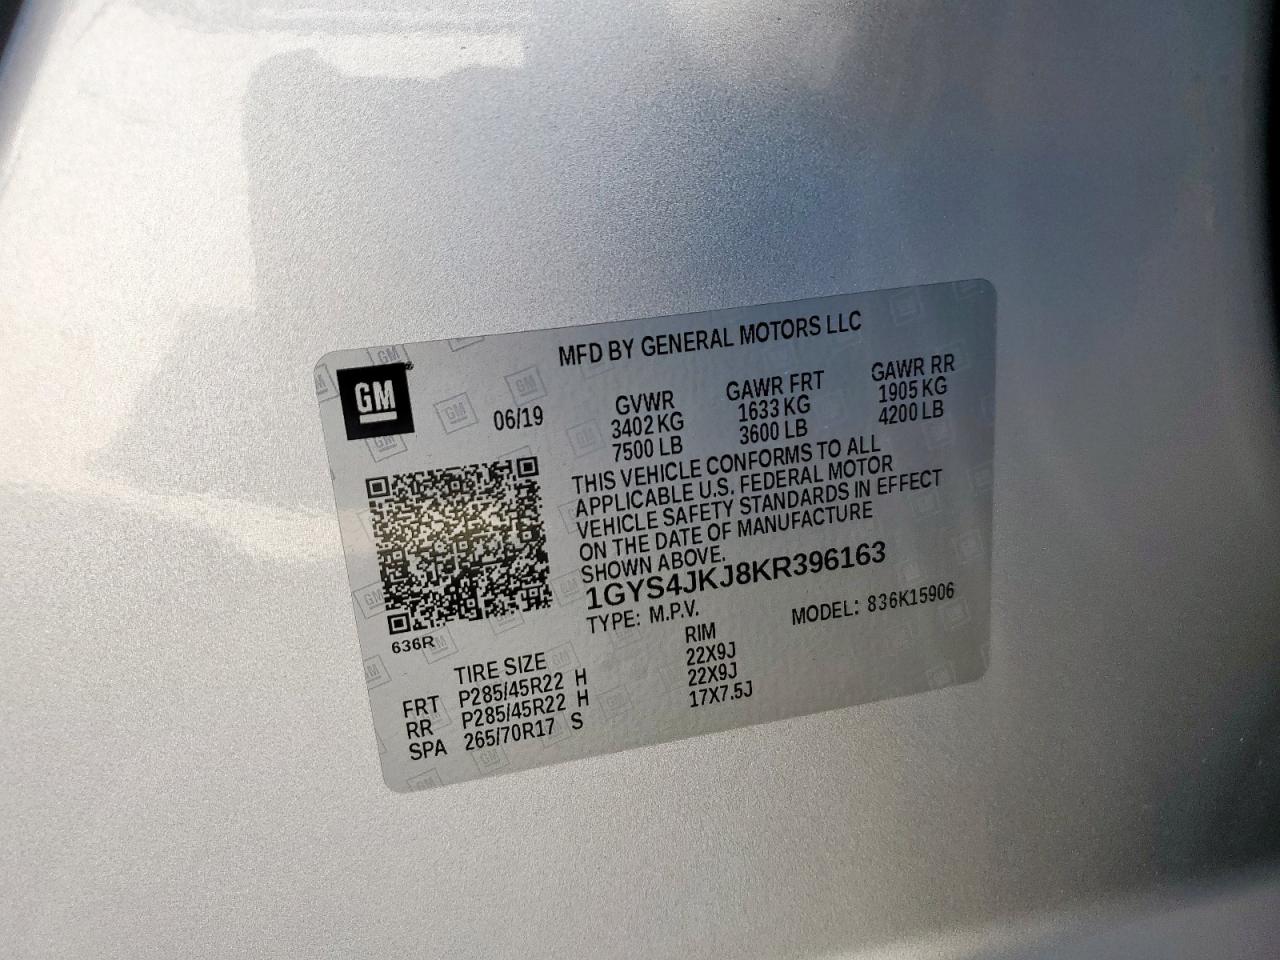 MFD BY GENERAL MOTORS LLC
GM
06/19
GVWR GAWR FRT GAWR RR
3402 KG 1633 KG 1905 KG
7500 LB 3600 LB 4200 LB
THIS VEHICLE CONFORMS TO ALL
APPLICABLE U.S. FEDERAL MOTOR
VEHICLE SAFETY STANDARDS IN EFFECT
ON THE DATE OF MANUFACTURE
SHOWN ABOVE.
1GYS4JKJ8KR396163
TYPE: M.P.V. MODEL: 836K15906
636R
TIRE SIZE RIM
FRT P285/45R22 H 22X9J
RR P285/45R22 H 22X9J
SPA 265/70R17 S 17X7.5J